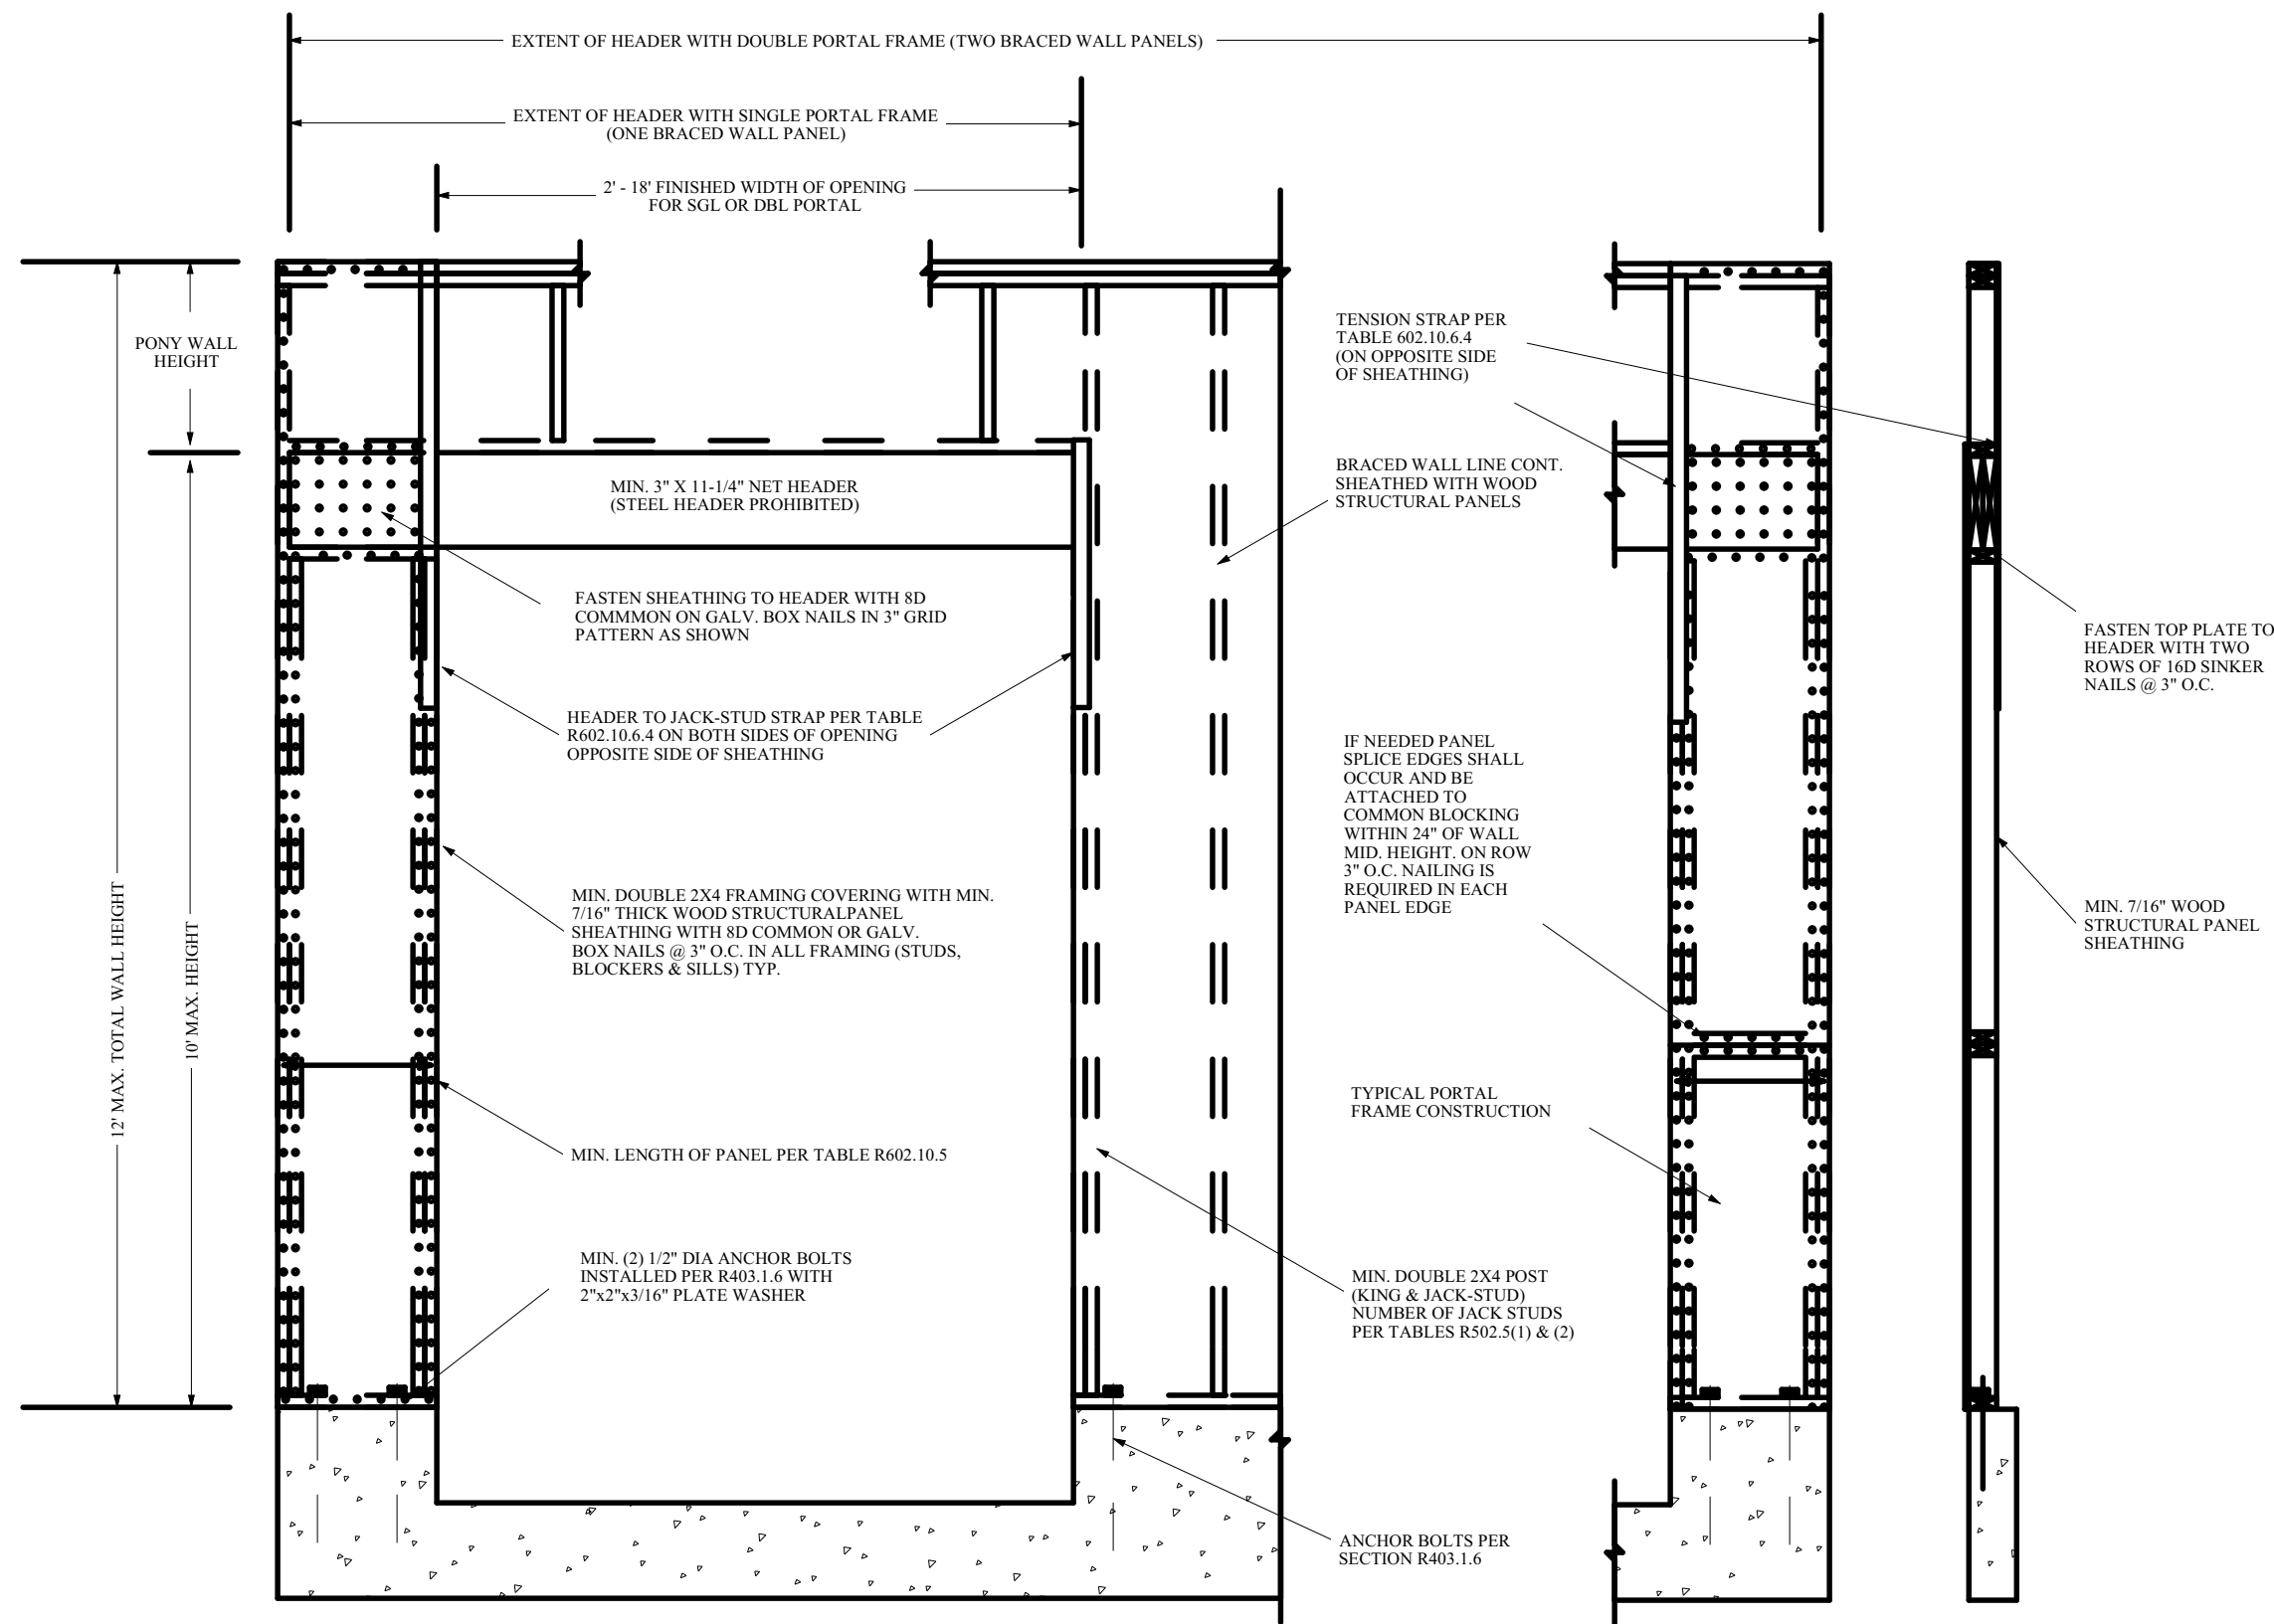 EXTENT OF HEADER WITH DOUBLE PORTAL FRAME (TWO BRACED WALL PANELS)
EXTENT OF HEADER WITH SINGLE PORTAL FRAME
(ONE BRACED WALL PANEL)
2' - 18' FINISHED WIDTH OF OPENING
FOR SGL OR DBL PORTAL
PONY WALL
HEIGHT
12' MAX. TOTAL WALL HEIGHT
10' MAX. HEIGHT
MIN. 3" X 11-1/4" NET HEADER
(STEEL HEADER PROHIBITED)
FASTEN SHEATHING TO HEADER WITH 8D
COMMMON ON GALV. BOX NAILS IN 3" GRID
PATTERN AS SHOWN
HEADER TO JACK-STUD STRAP PER TABLE
R602.10.6.4 ON BOTH SIDES OF OPENING
OPPOSITE SIDE OF SHEATHING
MIN. DOUBLE 2X4 FRAMING COVERING WITH MIN.
7/16" THICK WOOD STRUCTURALPANEL
SHEATHING WITH 8D COMMON OR GALV.
BOX NAILS @ 3" O.C. IN ALL FRAMING (STUDS,
BLOCKERS & SILLS) TYP.
MIN. LENGTH OF PANEL PER TABLE R602.10.5
MIN. (2) 1/2" DIA ANCHOR BOLTS
INSTALLED PER R403.1.6 WITH
2"x2"x3/16" PLATE WASHER
TENSION STRAP PER
TABLE 602.10.6.4
(ON OPPOSITE SIDE
OF SHEATHING)
BRACED WALL LINE CONT.
SHEATHED WITH WOOD
STRUCTURAL PANELS
IF NEEDED PANEL
SPLICE EDGES SHALL
OCCUR AND BE
ATTACHED TO
COMMON BLOCKING
WITHIN 24" OF WALL
MID. HEIGHT. ON ROW
3" O.C. NAILING IS
REQUIRED IN EACH
PANEL EDGE
TYPICAL PORTAL
FRAME CONSTRUCTION
MIN. DOUBLE 2X4 POST
(KING & JACK-STUD)
NUMBER OF JACK STUDS
PER TABLES R502.5(1) & (2)
ANCHOR BOLTS PER
SECTION R403.1.6
FASTEN TOP PLATE TO
HEADER WITH TWO
ROWS OF 16D SINKER
NAILS @ 3" O.C.
MIN. 7/16" WOOD
STRUCTURAL PANEL
SHEATHING